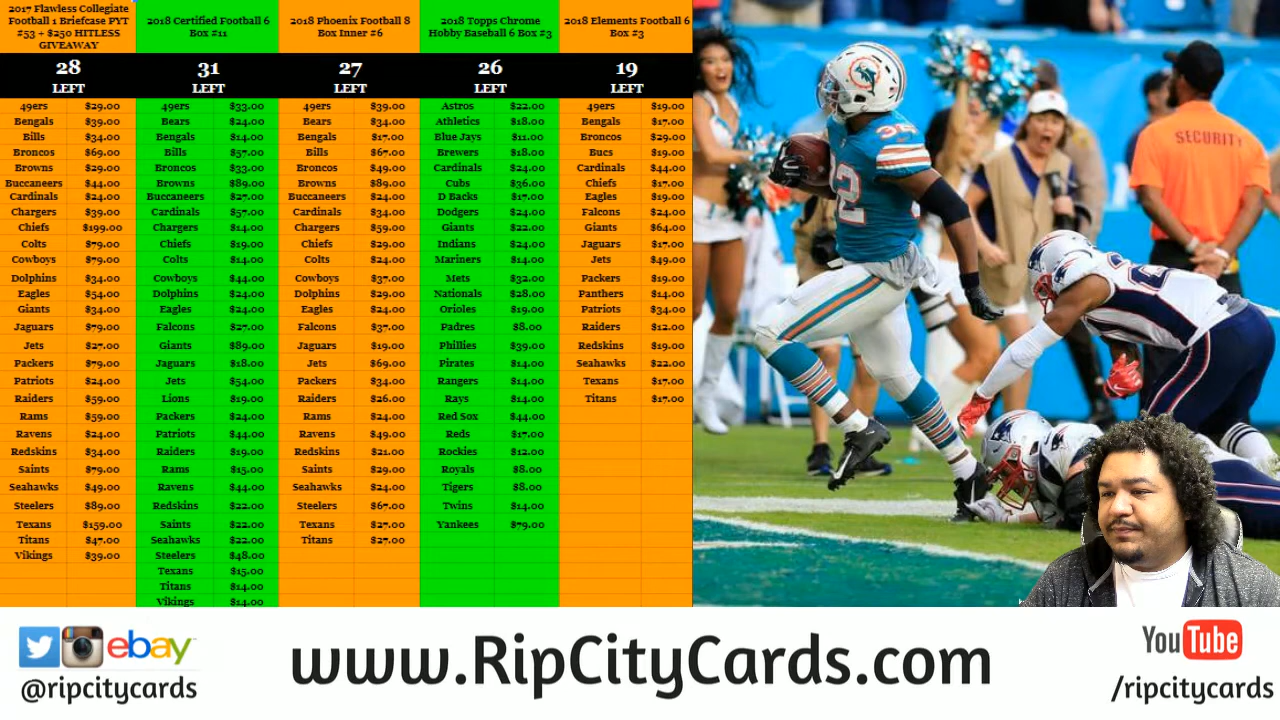 2017 Flawless Collegiate
Football 1 Briefcase PYT
#53 + $250 HITLESS
GIVEAWAY
28
LEFT
49ers $29.00
Bengals $39.00
Bills $34.00
Broncos $69.00
Browns $29.00
Buccaneers $44.00
Cardinals $24.00
Chargers $39.00
Chiefs $199.00
Colts $79.00
Cowboys $79.00
Dolphins $34.00
Eagles $54.00
Giants $34.00
Jaguars $79.00
Jets $27.00
Packers $79.00
Patriots $24.00
Raiders $59.00
Rams $59.00
Ravens $24.00
Redskins $34.00
Saints $79.00
Seahawks $49.00
Steelers $89.00
Texans $159.00
Titans $47.00
Vikings $39.00
2018 Certified Football 6
Box #11
31
LEFT
49ers $33.00
Bears $24.00
Bengals $14.00
Bills $57.00
Broncos $33.00
Browns $89.00
Buccaneers $27.00
Cardinals $57.00
Chargers $14.00
Chiefs $19.00
Colts $14.00
Cowboys $44.00
Dolphins $24.00
Eagles $24.00
Falcons $27.00
Giants $89.00
Jaguars $18.00
Jets $54.00
Lions $19.00
Packers $24.00
Patriots $44.00
Raiders $19.00
Rams $15.00
Ravens $44.00
Redskins $22.00
Saints $22.00
Seahawks $22.00
Steelers $48.00
Texans $15.00
Titans $14.00
Vikings $14.00
2018 Phoenix Football 8
Box Inner #6
27
LEFT
49ers $39.00
Bears $34.00
Bengals $17.00
Bills $67.00
Broncos $49.00
Browns $89.00
Buccaneers $24.00
Cardinals $34.00
Chargers $59.00
Chiefs $29.00
Colts $24.00
Cowboys $37.00
Dolphins $29.00
Eagles $24.00
Falcons $37.00
Jaguars $19.00
Jets $69.00
Packers $34.00
Raiders $26.00
Rams $24.00
Ravens $49.00
Redskins $21.00
Saints $29.00
Seahawks $24.00
Steelers $67.00
Texans $27.00
Titans $27.00
2018 Topps Chrome
Hobby Baseball 6 Box #3
26
LEFT
Astros $22.00
Athletics $18.00
Blue Jays $11.00
Brewers $18.00
Cardinals $24.00
Cubs $36.00
D Backs $17.00
Dodgers $24.00
Giants $22.00
Indians $24.00
Mariners $14.00
Mets $32.00
Nationals $28.00
Orioles $19.00
Padres $8.00
Phillies $39.00
Pirates $14.00
Rangers $14.00
Rays $14.00
Red Sox $44.00
Reds $17.00
Rockies $12.00
Royals $8.00
Tigers $8.00
Twins $14.00
Yankees $79.00
2018 Elements Football 6
Box #3
19
LEFT
49ers $19.00
Bengals $17.00
Broncos $29.00
Bucs $19.00
Cardinals $44.00
Chiefs $17.00
Eagles $19.00
Falcons $24.00
Giants $64.00
Jaguars $17.00
Jets $49.00
Packers $19.00
Panthers $14.00
Patriots $34.00
Raiders $12.00
Redskins $19.00
Seahawks $22.00
Texans $17.00
Titans $17.00
SECURITY
32
ebay
@ripcitycards
www.RipCityCards.com
YouTube
/ripcitycards